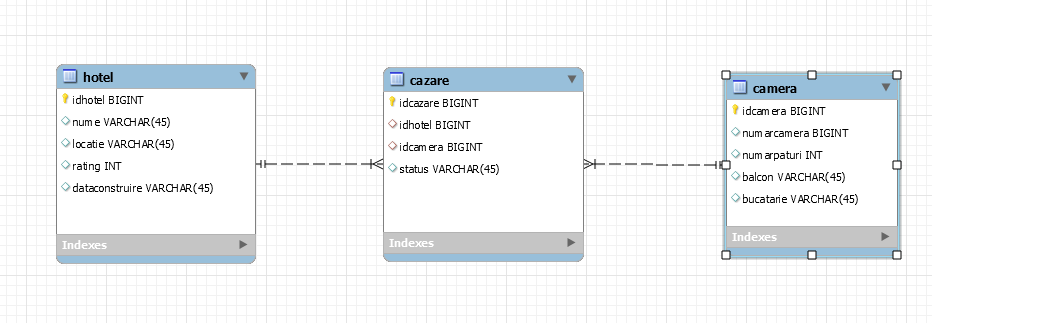 hotel
idhotel BIGINT
nume VARCHAR(45)
locatie VARCHAR(45)
rating INT
dataconstruire VARCHAR(45)
Indexes
cazare
idcazare BIGINT
idhotel BIGINT
idcamera BIGINT
status VARCHAR(45)
Indexes
camera
idcamera BIGINT
numarcamera BIGINT
numarpaturi INT
balcon VARCHAR(45)
bucatarie VARCHAR(45)
Indexes